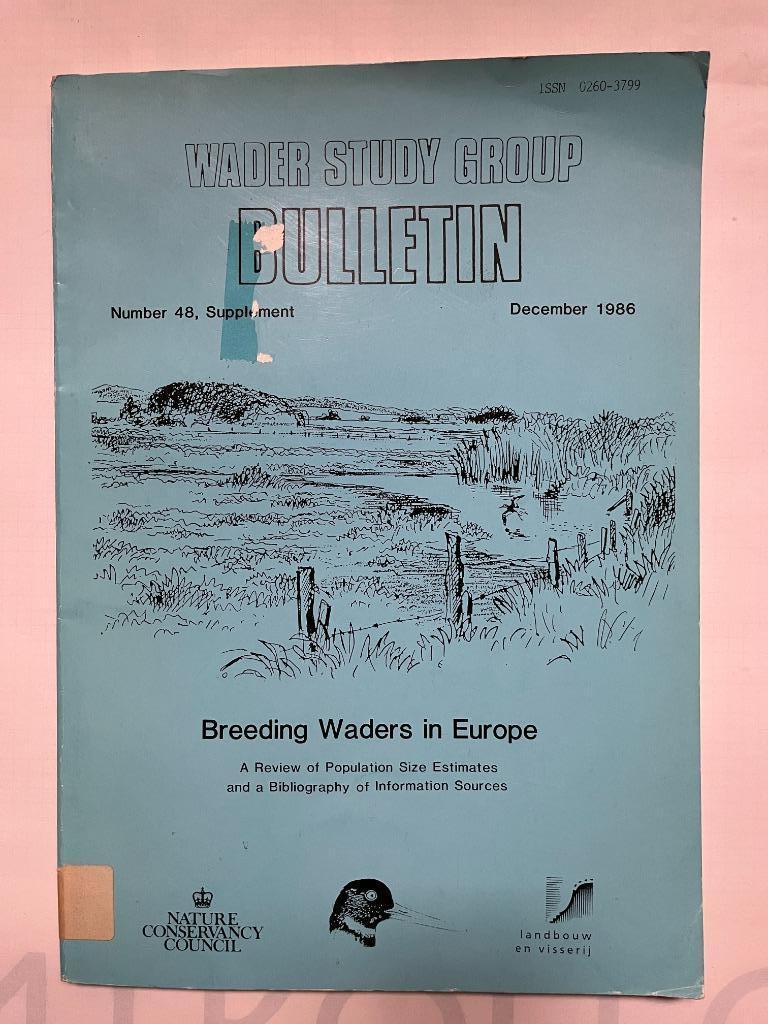 ISSN 0260-3799
WADER STUDY GROUP
BULLETIN
Number 48, Supplement
December 1986
Breeding Waders in Europe
A Review of Population Size Estimates
and a Bibliography of Information Sources
NATURE
CONSERVANCY
COUNCIL
landbouw
en visserij